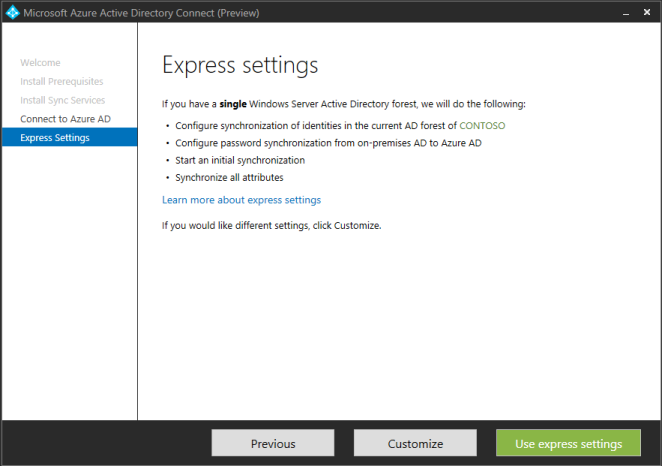 Microsoft Azure Active Directory Connect (Preview)
Welcome
Install Prerequisites
Install Sync Services
Connect to Azure AD
Express Settings
Express settings
If you have a single Windows Server Active Directory forest, we will do the following:
• Configure synchronization of identities in the current AD forest of CONTOSO
• Configure password synchronization from on-premises AD to Azure AD
• Start an initial synchronization
• Synchronize all attributes
Learn more about express settings
If you would like different settings, click Customize.
Previous
Customize
Use express settings